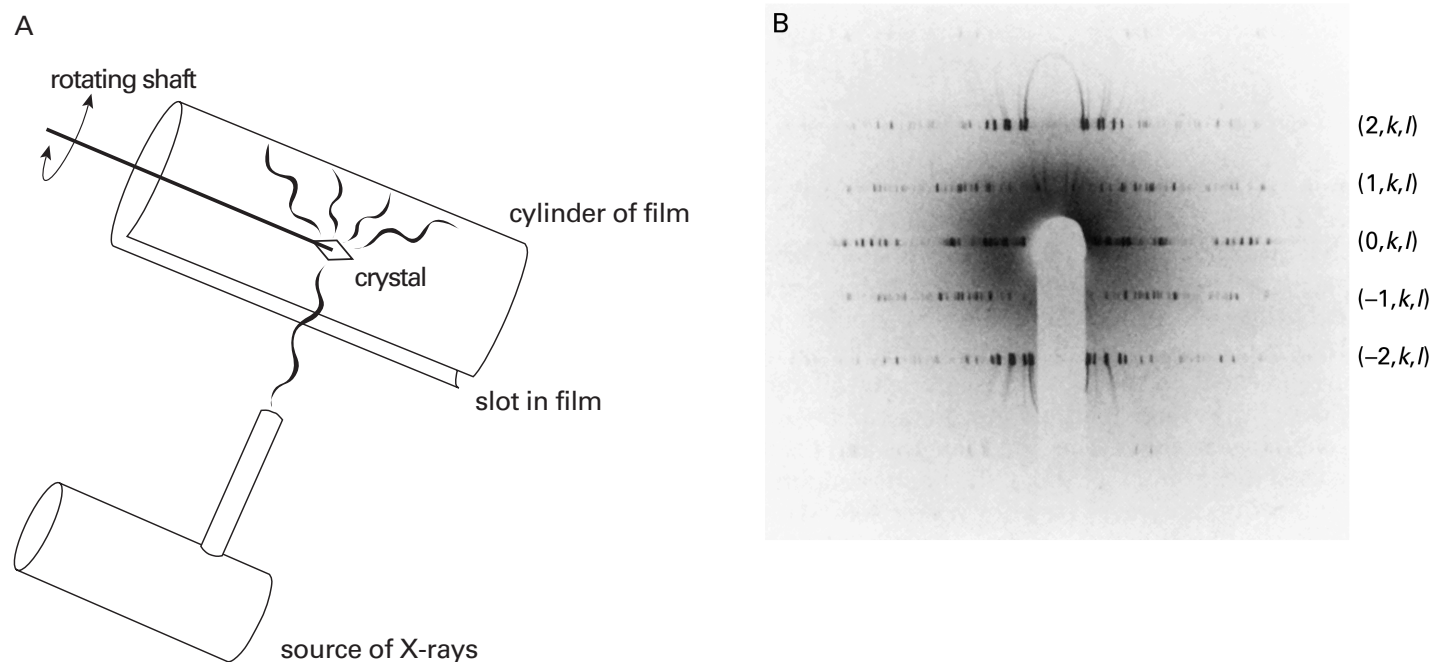 A
rotating shaft
cylinder of film
crystal
slot in film
source of X-rays
B
(2,k,l)
(1,k,l)
(0,k,l)
(–1,k,l)
(–2,k,l)